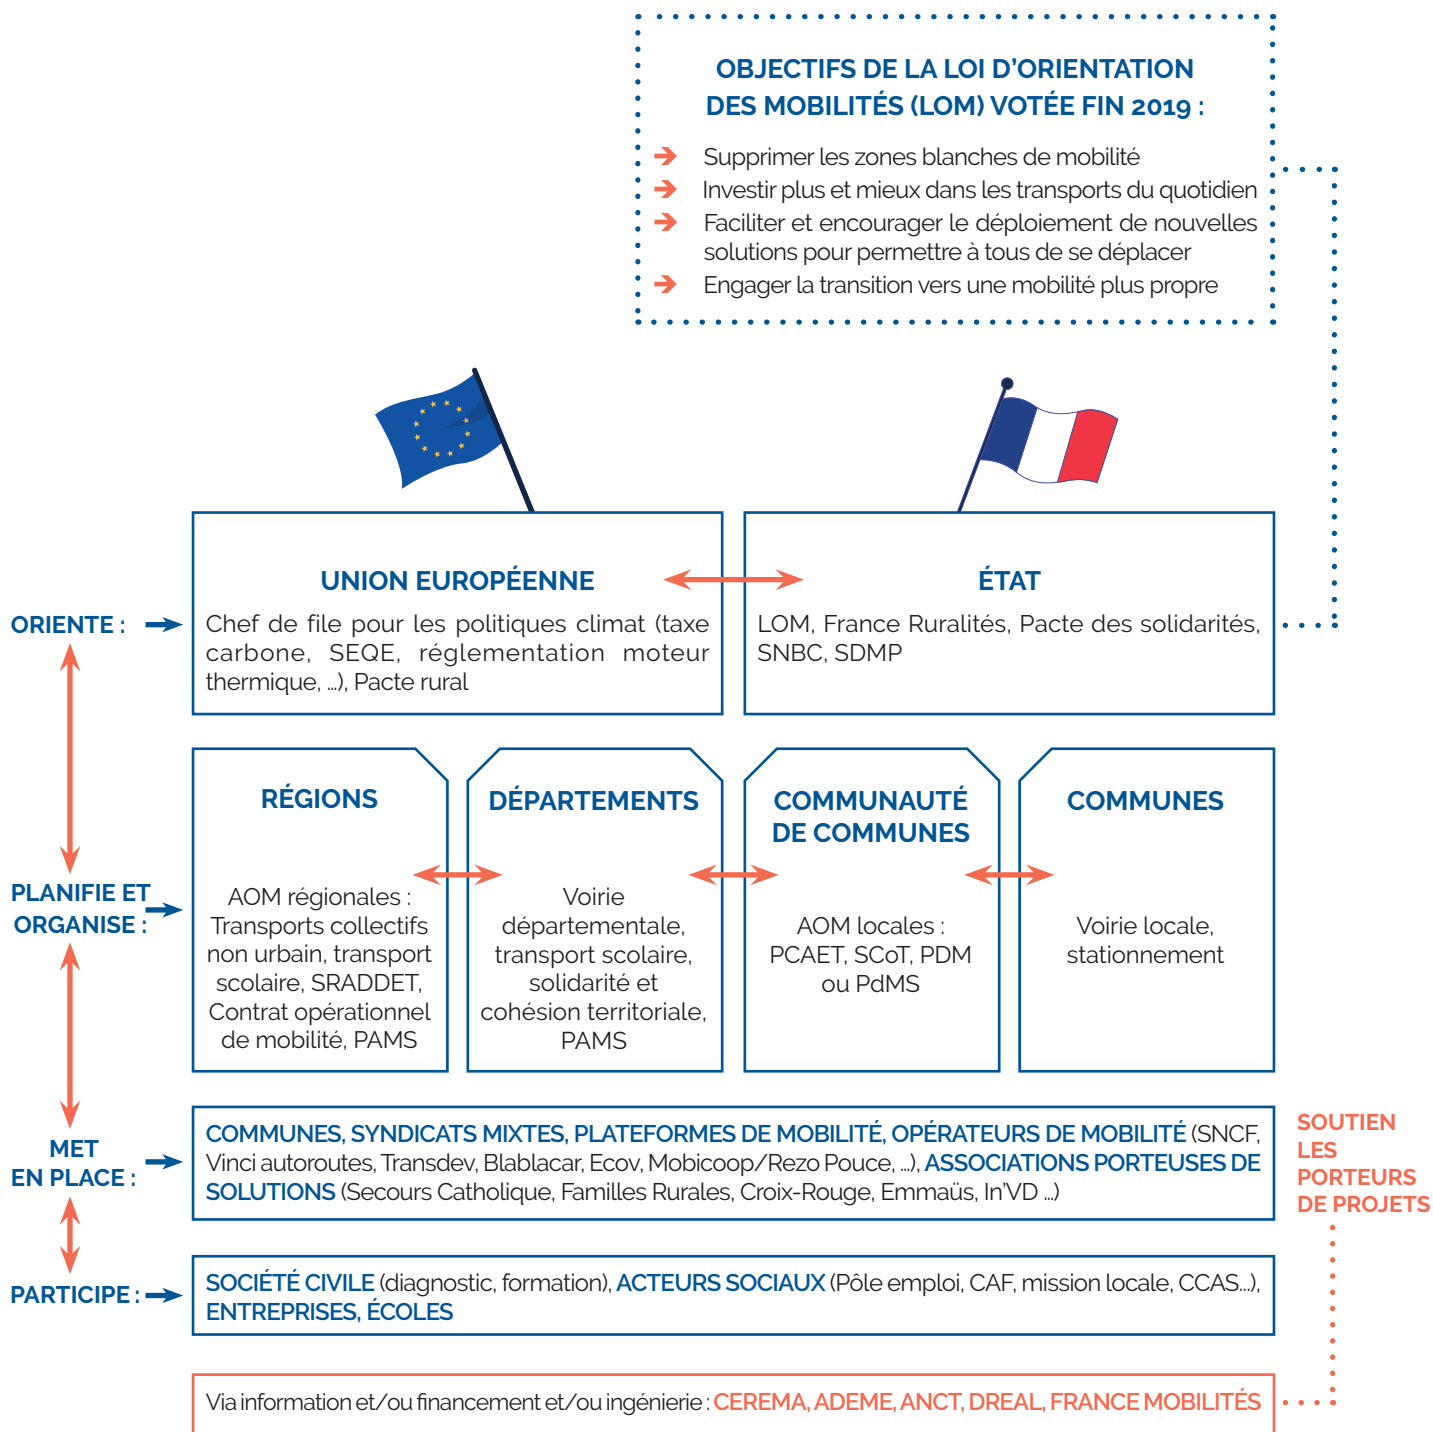 OBJECTIFS DE LA LOI D'ORIENTATION
DES MOBILITÉS (LOM) VOTÉE FIN 2019 :
Supprimer les zones blanches de mobilité
Investir plus et mieux dans les transports du quotidien
Faciliter et encourager le déploiement de nouvelles
solutions pour permettre à tous de se déplacer
Engager la transition vers une mobilité plus propre
ORIENTE :
UNION EUROPÉENNE
Chef de file pour les politiques climat (taxe
carbone, SEQE, réglementation moteur
thermique, ...), Pacte rural
ÉTAT
LOM, France Ruralités, Pacte des solidarités,
SNBC, SDMP
PLANIFIE ET
ORGANISE :
RÉGIONS
AOM régionales :
Transports collectifs
non urbain, transport
scolaire, SRADDET,
Contrat opérationnel
de mobilité, PAMS
DÉPARTEMENTS
Voirie
départementale,
transport scolaire,
solidarité et
cohésion territoriale,
PAMS
COMMUNAUTÉ
DE COMMUNES
AOM locales :
PCAET, SCoT, PDM
ou PdMS
COMMUNES
Voirie locale,
stationnement
MET
EN PLACE :
COMMUNES, SYNDICATS MIXTES, PLATEFORMES DE MOBILITÉ, OPÉRATEURS DE MOBILITÉ (SNCF,
Vinci autoroutes, Transdev, Blablacar, Ecov, Mobicoop/Rezo Pouce, ...), ASSOCIATIONS PORTEUSES DE
SOLUTIONS (Secours Catholique, Familles Rurales, Croix-Rouge, Emmaüs, In'VD ...)
SOUTIEN
LES
PORTEURS
DE PROJETS
PARTICIPE :
SOCIÉTÉ CIVILE (diagnostic, formation), ACTEURS SOCIAUX (Pôle emploi, CAF, mission locale, CCAS...),
ENTREPRISES, ÉCOLES
Via information et/ou financement et/ou ingénierie : CEREMA, ADEME, ANCT, DREAL, FRANCE MOBILITÉS